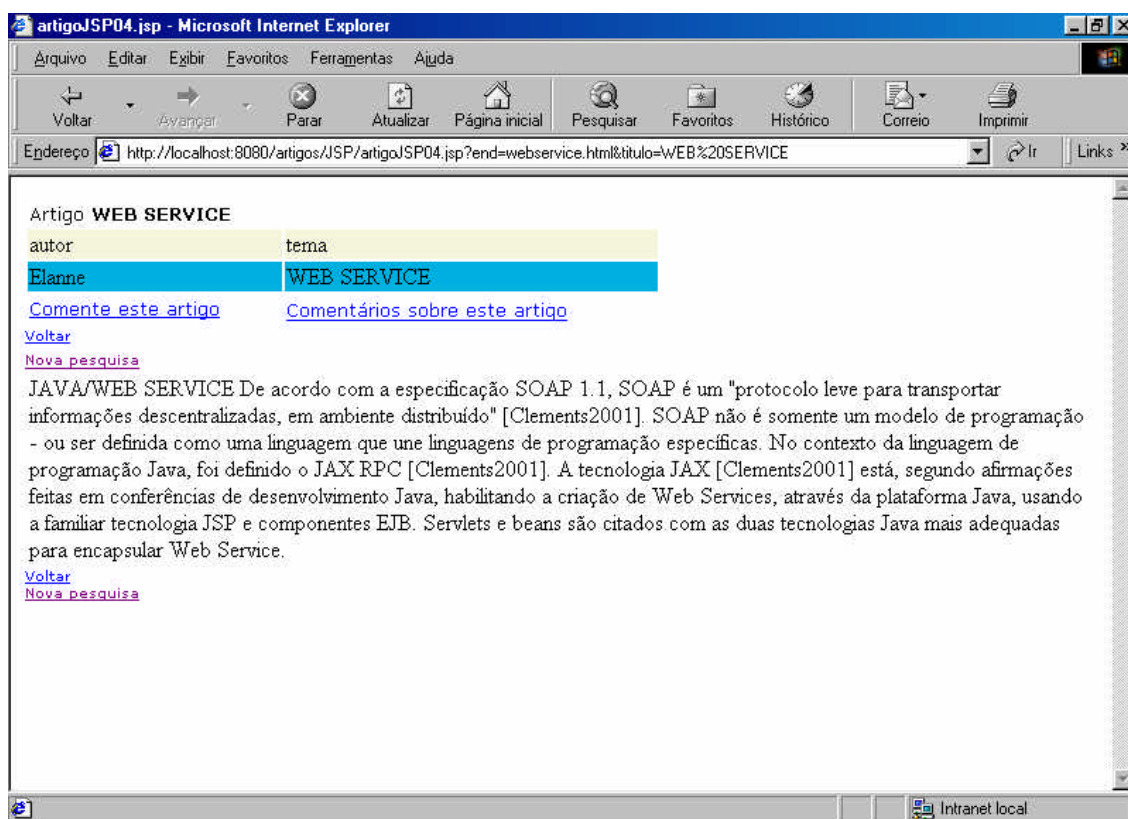 artigoJSP04.jsp - Microsoft Internet Explorer
Arquivo Editar Exibir Favoritos Ferramentas Ajuda
Voltar Avançar Parar Atualizar Página inicial Pesquisar Favoritos Histórico Correio Imprimir
Endereço http://localhost:8080/artigos/JSP/artigoJSP04.jsp?end=webservice.html&titulo=WEB%20SERVICE Ir Links »
Artigo WEB SERVICE
autor tema
Elanne WEB SERVICE
Comente este artigo Comentários sobre este artigo
Voltar
Nova pesquisa
JAVA/WEB SERVICE De acordo com a especificação SOAP 1.1, SOAP é um "protocolo leve para transportar
informações descentralizadas, em ambiente distribuído" [Clements2001]. SOAP não é somente um modelo de programação
- ou ser definida como uma linguagem que une linguagens de programação específicas. No contexto da linguagem de
programação Java, foi definido o JAX RPC [Clements2001]. A tecnologia JAX [Clements2001] está, segundo afirmações
feitas em conferências de desenvolvimento Java, habilitando a criação de Web Services, através da plataforma Java, usando
a familiar tecnologia JSP e componentes EJB. Servlets e beans são citados com as duas tecnologias Java mais adequadas
para encapsular Web Service.
Voltar
Nova pesquisa
Intranet local